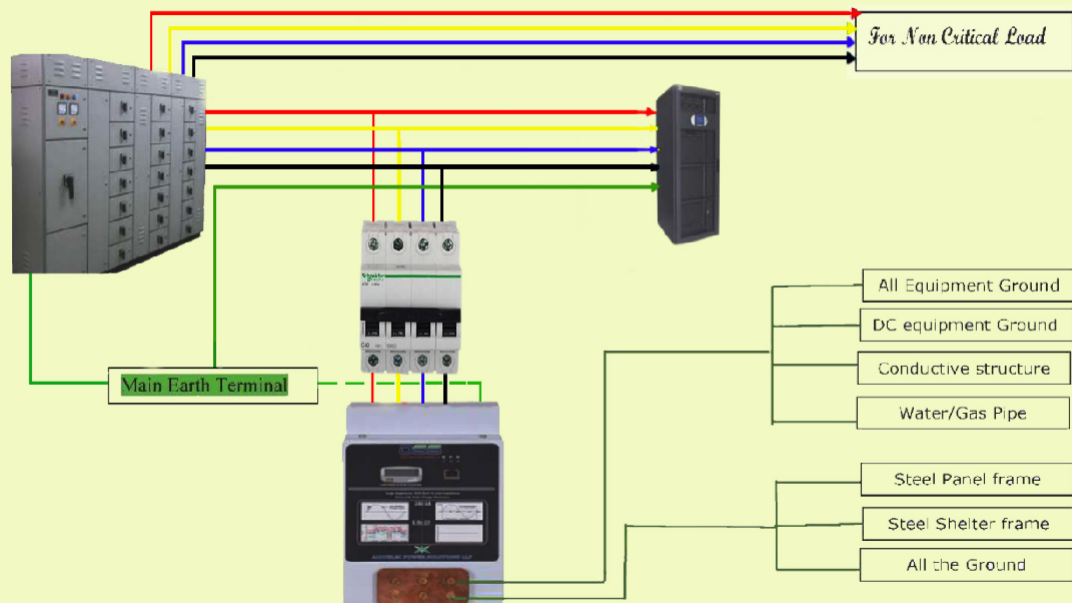 For Non Critical Load
Schneider
All Equipment Ground
DC equipment Ground
Conductive structure
Water/Gas Pipe
Main Earth Terminal
Steel Panel frame
Steel Shelter frame
All the Ground